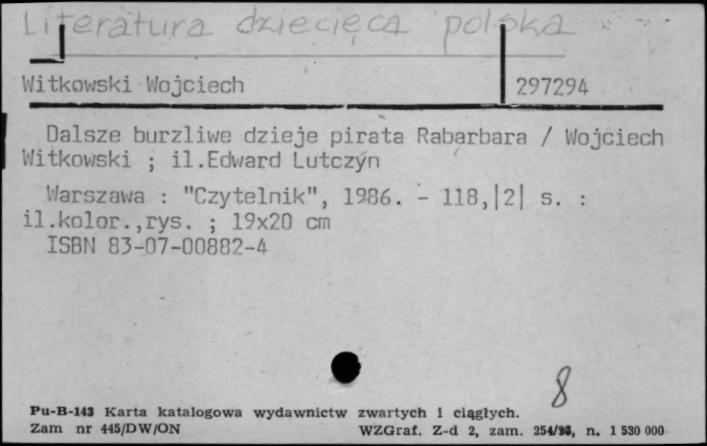 Literatura dziecięca polska
Witkowski Wojciech 297294
Dalsze burzliwe dzieje pirata Rabarbara / Wojciech
Witkowski ; il.Edward Lutczyn
Warszawa : "Czytelnik", 1986. - 118,|2| s. :
il.kolor.,rys. ; 19x20 cm
ISBN 83-07-00882-4
8
Pu-B-143 Karta katalogowa wydawnictw zwartych i ciągłych.
Zam nr 445/DW/ON WZGraf. Z-d 2, zam. n. 1 530 000